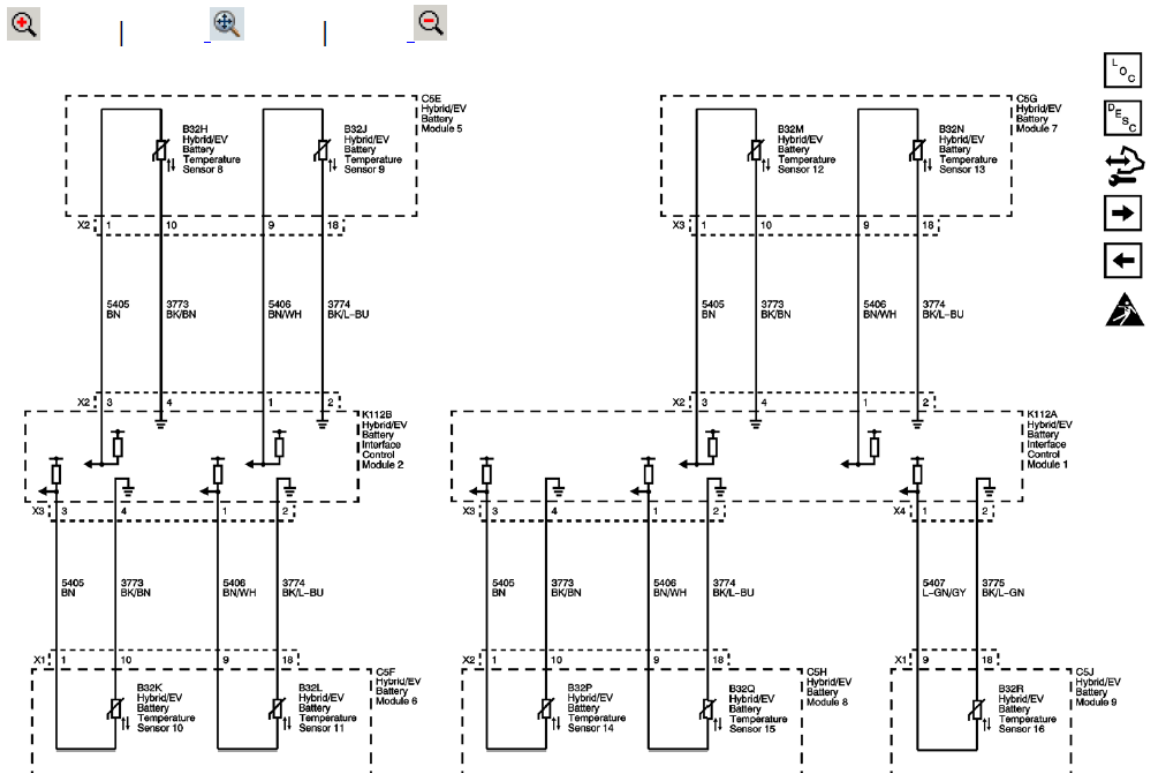 L O C
D E S C
C5E
Hybrid/EV
Battery
Module 5
B32H
Hybrid/EV
Battery
Temperature
Sensor 8
B32J
Hybrid/EV
Battery
Temperature
Sensor 9
X2 1 10 9 18
5405
BN
3773
BK/BN
5406
BN/WH
3774
BK/L-BU
X2 3 4 1 2
K112B
Hybrid/EV
Battery
Interface
Control
Module 2
X3 3 4 1 2
5405
BN
3773
BK/BN
5406
BN/WH
3774
BK/L-BU
X1 1 10 9 18
C5F
Hybrid/EV
Battery
Module 6
B32K
Hybrid/EV
Battery
Temperature
Sensor 10
B32L
Hybrid/EV
Battery
Temperature
Sensor 11
C5G
Hybrid/EV
Battery
Module 7
B32M
Hybrid/EV
Battery
Temperature
Sensor 12
B32N
Hybrid/EV
Battery
Temperature
Sensor 13
X3 1 10 9 18
5405
BN
3773
BK/BN
5406
BN/WH
3774
BK/L-BU
X2 3 4 1 2
K112A
Hybrid/EV
Battery
Interface
Control
Module 1
X3 3 4 1 2
X4 1 2
5405
BN
3773
BK/BN
5406
BN/WH
3774
BK/L-BU
5407
L-GN/GY
3775
BK/L-GN
X2 1 10 9 18
C5H
Hybrid/EV
Battery
Module 8
B32P
Hybrid/EV
Battery
Temperature
Sensor 14
B32Q
Hybrid/EV
Battery
Temperature
Sensor 15
X1 9 18
C5J
Hybrid/EV
Battery
Module 9
B32R
Hybrid/EV
Battery
Temperature
Sensor 16